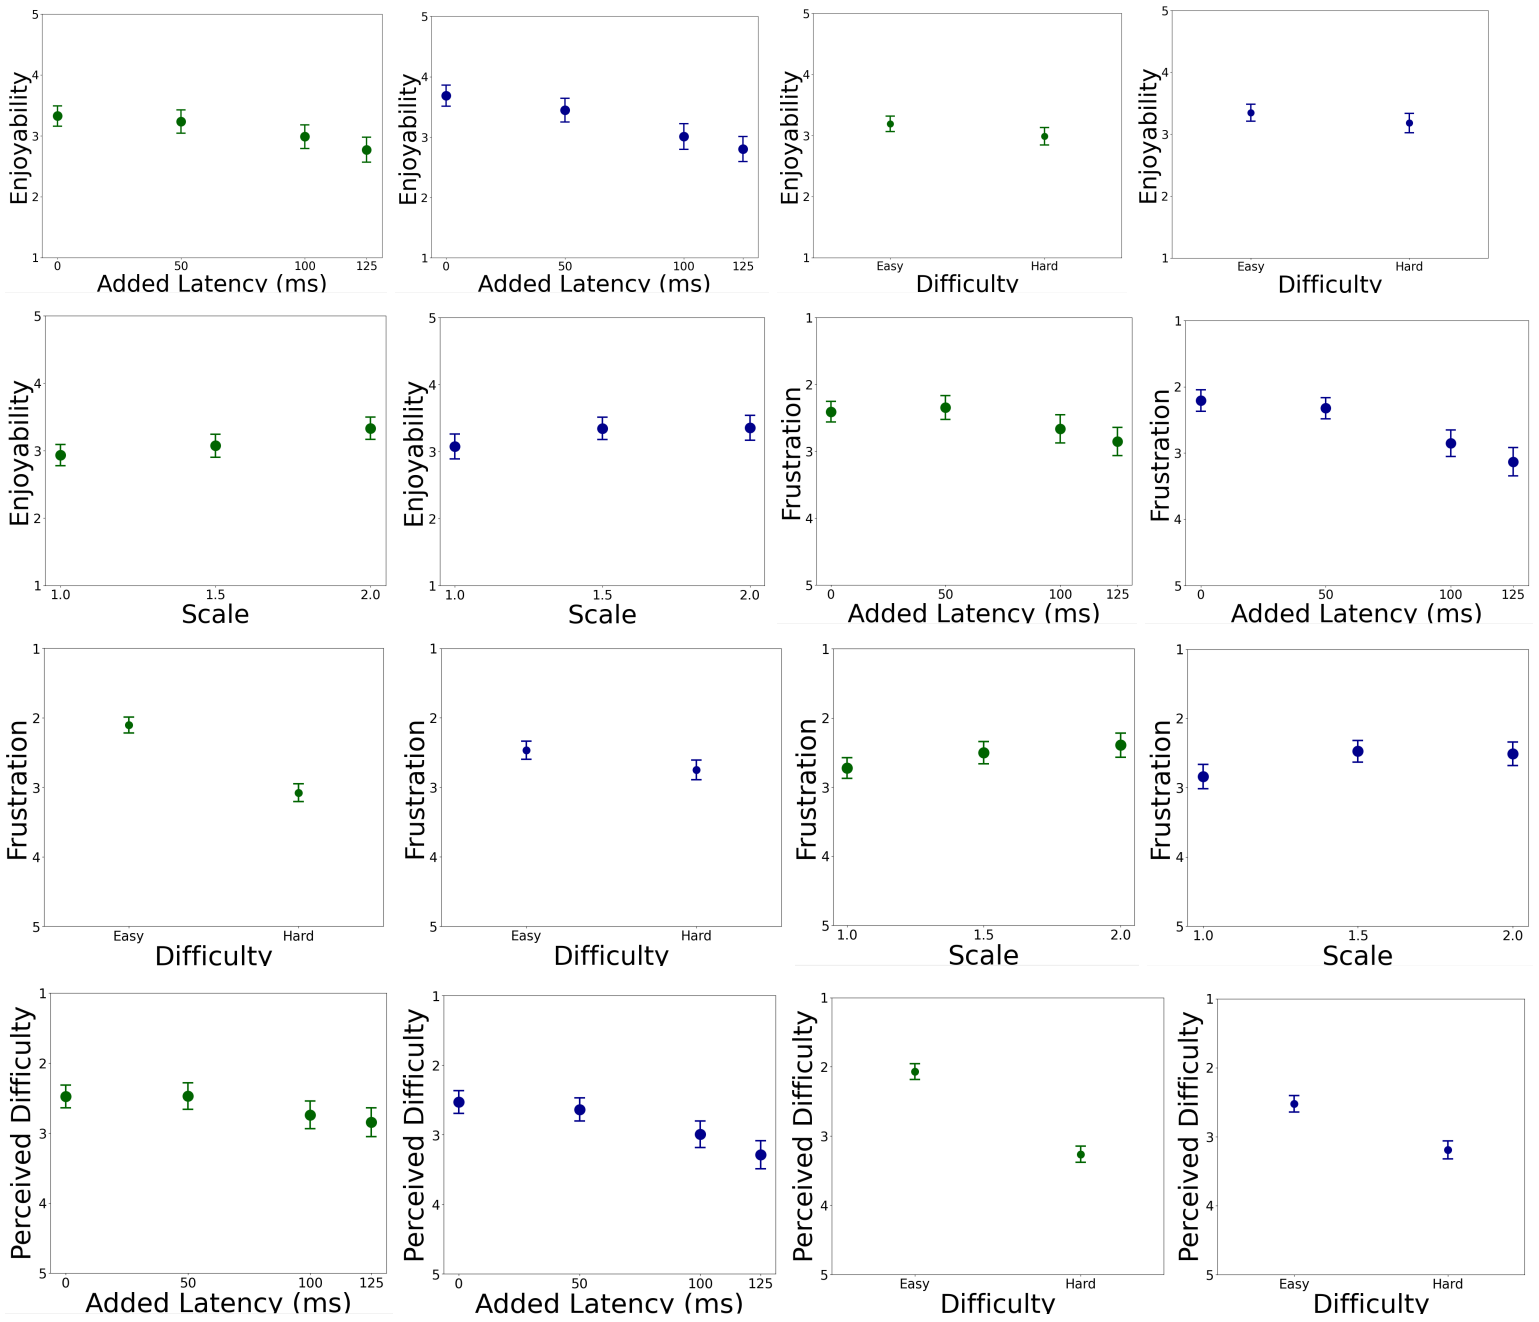 5
4
3
2
1
Enjoyability
0 50 100 125
Added Latency (ms)
5
4
3
2
1
Enjoyability
0 50 100 125
Added Latency (ms)
5
4
3
2
1
Enjoyability
Easy Hard
Difficulty
5
4
3
2
1
Enjoyability
Easy Hard
Difficulty
5
4
3
2
1
Enjoyability
1.0 1.5 2.0
Scale
5
4
3
2
1
Enjoyability
1.0 1.5 2.0
Scale
1
2
3
4
5
Frustration
0 50 100 125
Added Latency (ms)
1
2
3
4
5
Frustration
0 50 100 125
Added Latency (ms)
1
2
3
4
5
Frustration
Easy Hard
Difficulty
1
2
3
4
5
Frustration
Easy Hard
Difficulty
1
2
3
4
5
Frustration
1.0 1.5 2.0
Scale
1
2
3
4
5
Frustration
1.0 1.5 2.0
Scale
1
2
3
4
5
Perceived Difficulty
0 50 100 125
Added Latency (ms)
1
2
3
4
5
Perceived Difficulty
0 50 100 125
Added Latency (ms)
1
2
3
4
5
Perceived Difficulty
Easy Hard
Difficulty
1
2
3
4
5
Perceived Difficulty
Easy Hard
Difficulty